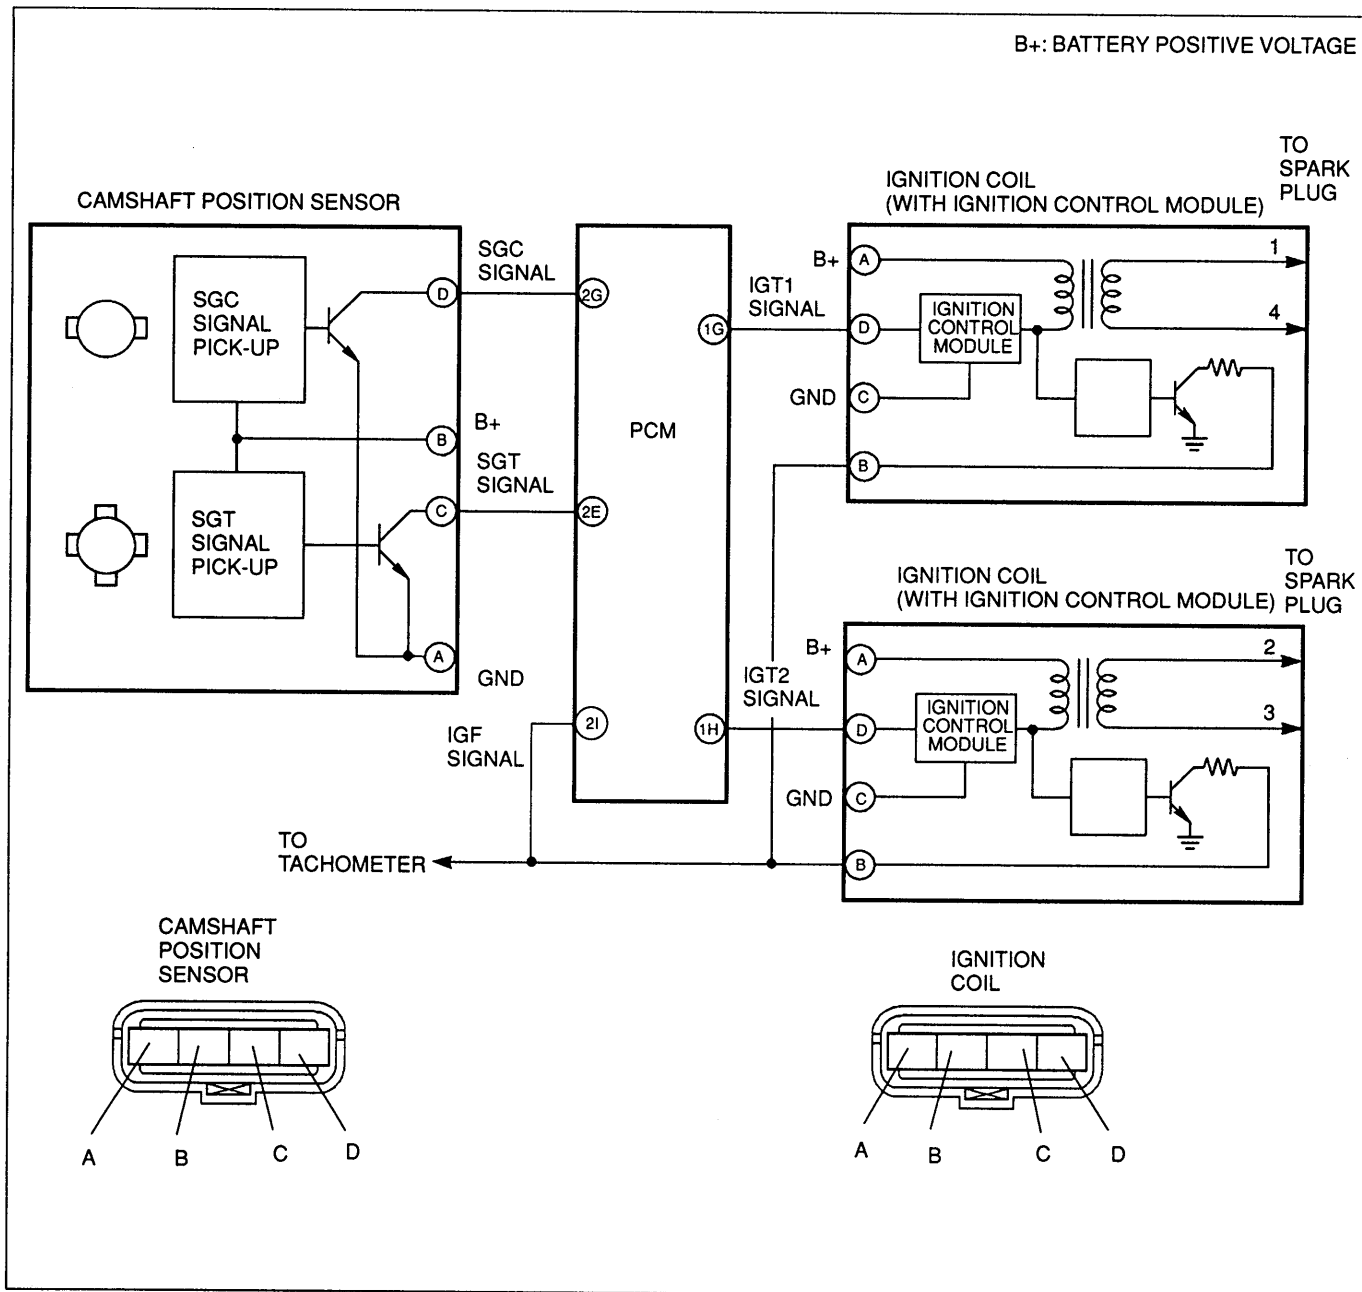 B+: BATTERY POSITIVE VOLTAGE
CAMSHAFT POSITION SENSOR
SGC
SIGNAL
PICK-UP
SGT
SIGNAL
PICK-UP
D
B
C
A
SGC
SIGNAL
B+
SGT
SIGNAL
GND
IGF
SIGNAL
2G
2E
2I
PCM
1G
1H
IGT1
SIGNAL
IGT2
SIGNAL
IGNITION COIL
(WITH IGNITION CONTROL MODULE)
TO
SPARK
PLUG
B+
A
D
GND
C
B
IGNITION
CONTROL
MODULE
1
4
IGNITION COIL
(WITH IGNITION CONTROL MODULE)
TO
SPARK
PLUG
B+
A
D
GND
C
B
IGNITION
CONTROL
MODULE
2
3
TO
TACHOMETER
CAMSHAFT
POSITION
SENSOR
A
B
C
D
IGNITION
COIL
A
B
C
D